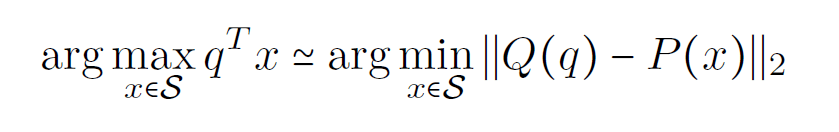 arg max_{x∈𝒮} q^T x ≃ arg min_{x∈𝒮} ||Q(q) − P(x)||_2